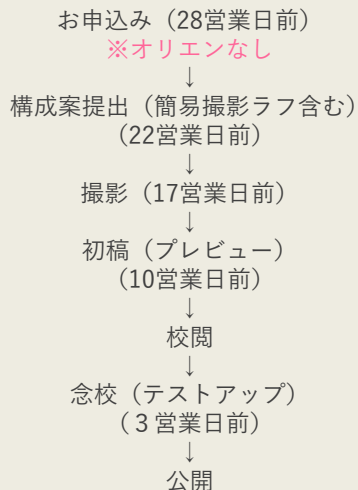 お申込み（28営業日前）
※オリエンなし
↓
構成案提出（簡易撮影ラフ含む）
（22営業日前）
↓
撮影（17営業日前）
↓
初稿（プレビュー）
（10営業日前）
↓
校閲
↓
念校（テストアップ）
（３営業日前）
↓
公開